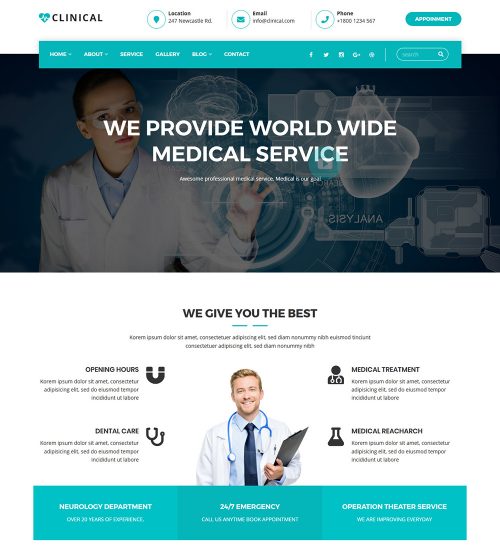 CLINICAL
Location
247 Newcastle Rd.
Email
info@clinical.com
Phone
+1800 1234 567
APPOINMENT
HOME
ABOUT
SERVICE
GALLERY
BLOG
CONTACT
Search
WE PROVIDE WORLD WIDE
MEDICAL SERVICE
Awesome professional medical service, Medical is our goal.
ANALYSIS
WE GIVE YOU THE BEST
Korem ipsum dolor sit amet, consectetuer adipiscing elit, sed diam nonummy nibh euismod tincidunt
consectetuer adipiscing elit, sed diam nonummy nibh
OPENING HOURS
Korem ipsum dolor sit amet, consectetur
adipisicing elit, sed do eiusmod tempor
incididunt ut labore
MEDICAL TREATMENT
Korem ipsum dolor sit amet, consectetur
adipisicing elit, sed do eiusmod tempor
incididunt ut labore
DENTAL CARE
Korem ipsum dolor sit amet, consectetur
adipisicing elit, sed do eiusmod tempor
incididunt ut labore
MEDICAL REACHARCH
Korem ipsum dolor sit amet, consectetur
adipisicing elit, sed do eiusmod tempor
incididunt ut labore
NEUROLOGY DEPARTMENT
OVER 20 YEARS OF EXPERIENCE,
24/7 EMERGENCY
CALL US ANYTIME BOOK APPOINTMENT
OPERATION THEATER SERVICE
WE ARE IMPROVING EVERYDAY